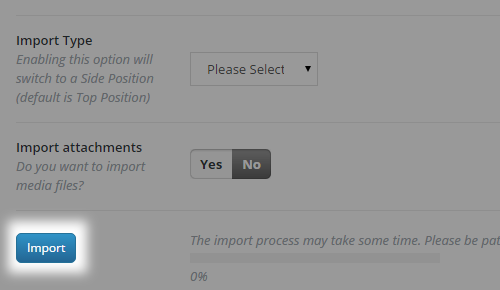 Import Type
Enabling this option will
switch to a Side Position
(default is Top Position)
Please Select
Import attachments
Do you want to import
media files?
Yes No
Import
The import process may take some time. Please be pat
0%